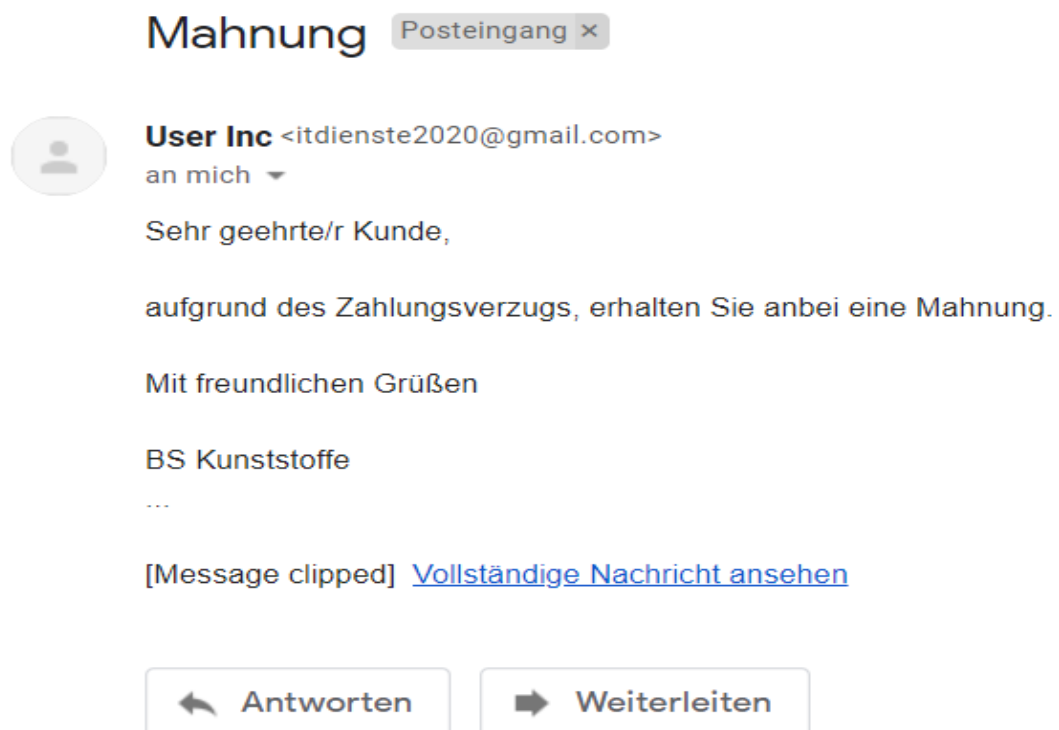 Mahnung Posteingang ×
User Inc <itdienste2020@gmail.com>
an mich
Sehr geehrte/r Kunde,
aufgrund des Zahlungsverzugs, erhalten Sie anbei eine Mahnung.
Mit freundlichen Grüßen
BS Kunststoffe
...
[Message clipped] Vollständige Nachricht ansehen
Antworten Weiterleiten